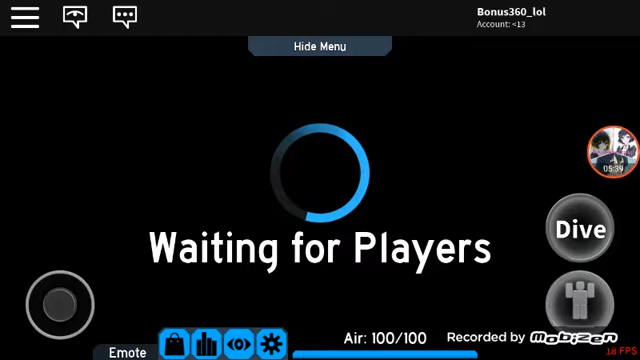 Bonus360_lol
Account: <13
Hide Menu
05:39
Waiting for Players
Dive
Air: 100/100
Recorded by
Mobizen
Emote
18 FPS